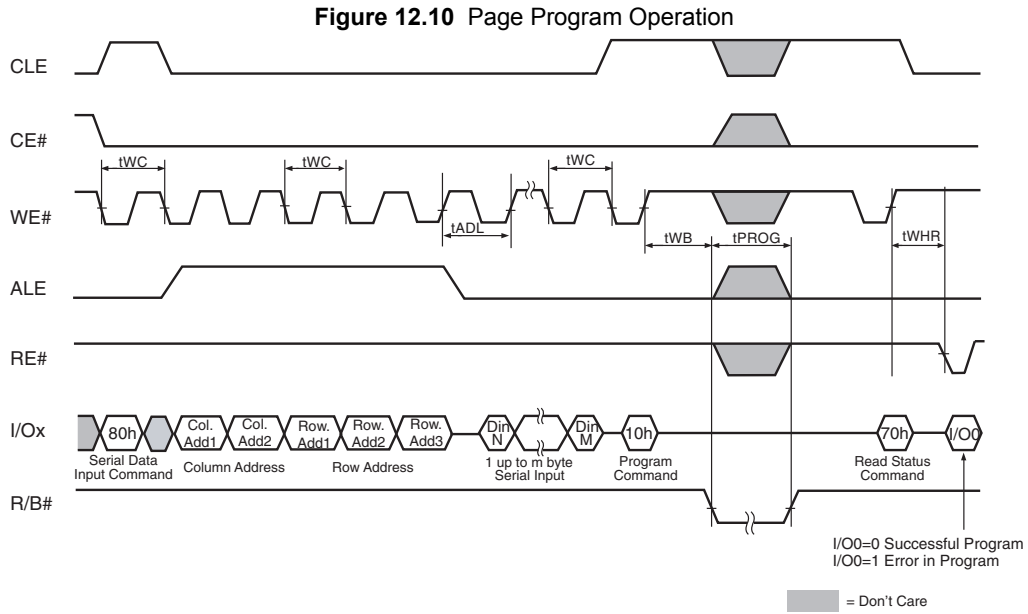 Figure 12.10 Page Program Operation
CLE
CE#
tWC
tWC
tWC
WE#
tADL
tWB
tPROG
tWHR
ALE
RE#
I/Ox
80h
Col. Add1
Col. Add2
Row. Add1
Row. Add2
Row. Add3
Din N
Din M
10h
70h
I/O0
Serial Data
Input Command
Column Address
Row Address
1 up to m byte
Serial Input
Program
Command
Read Status
Command
R/B#
I/O0=0 Successful Program
I/O0=1 Error in Program
= Don't Care